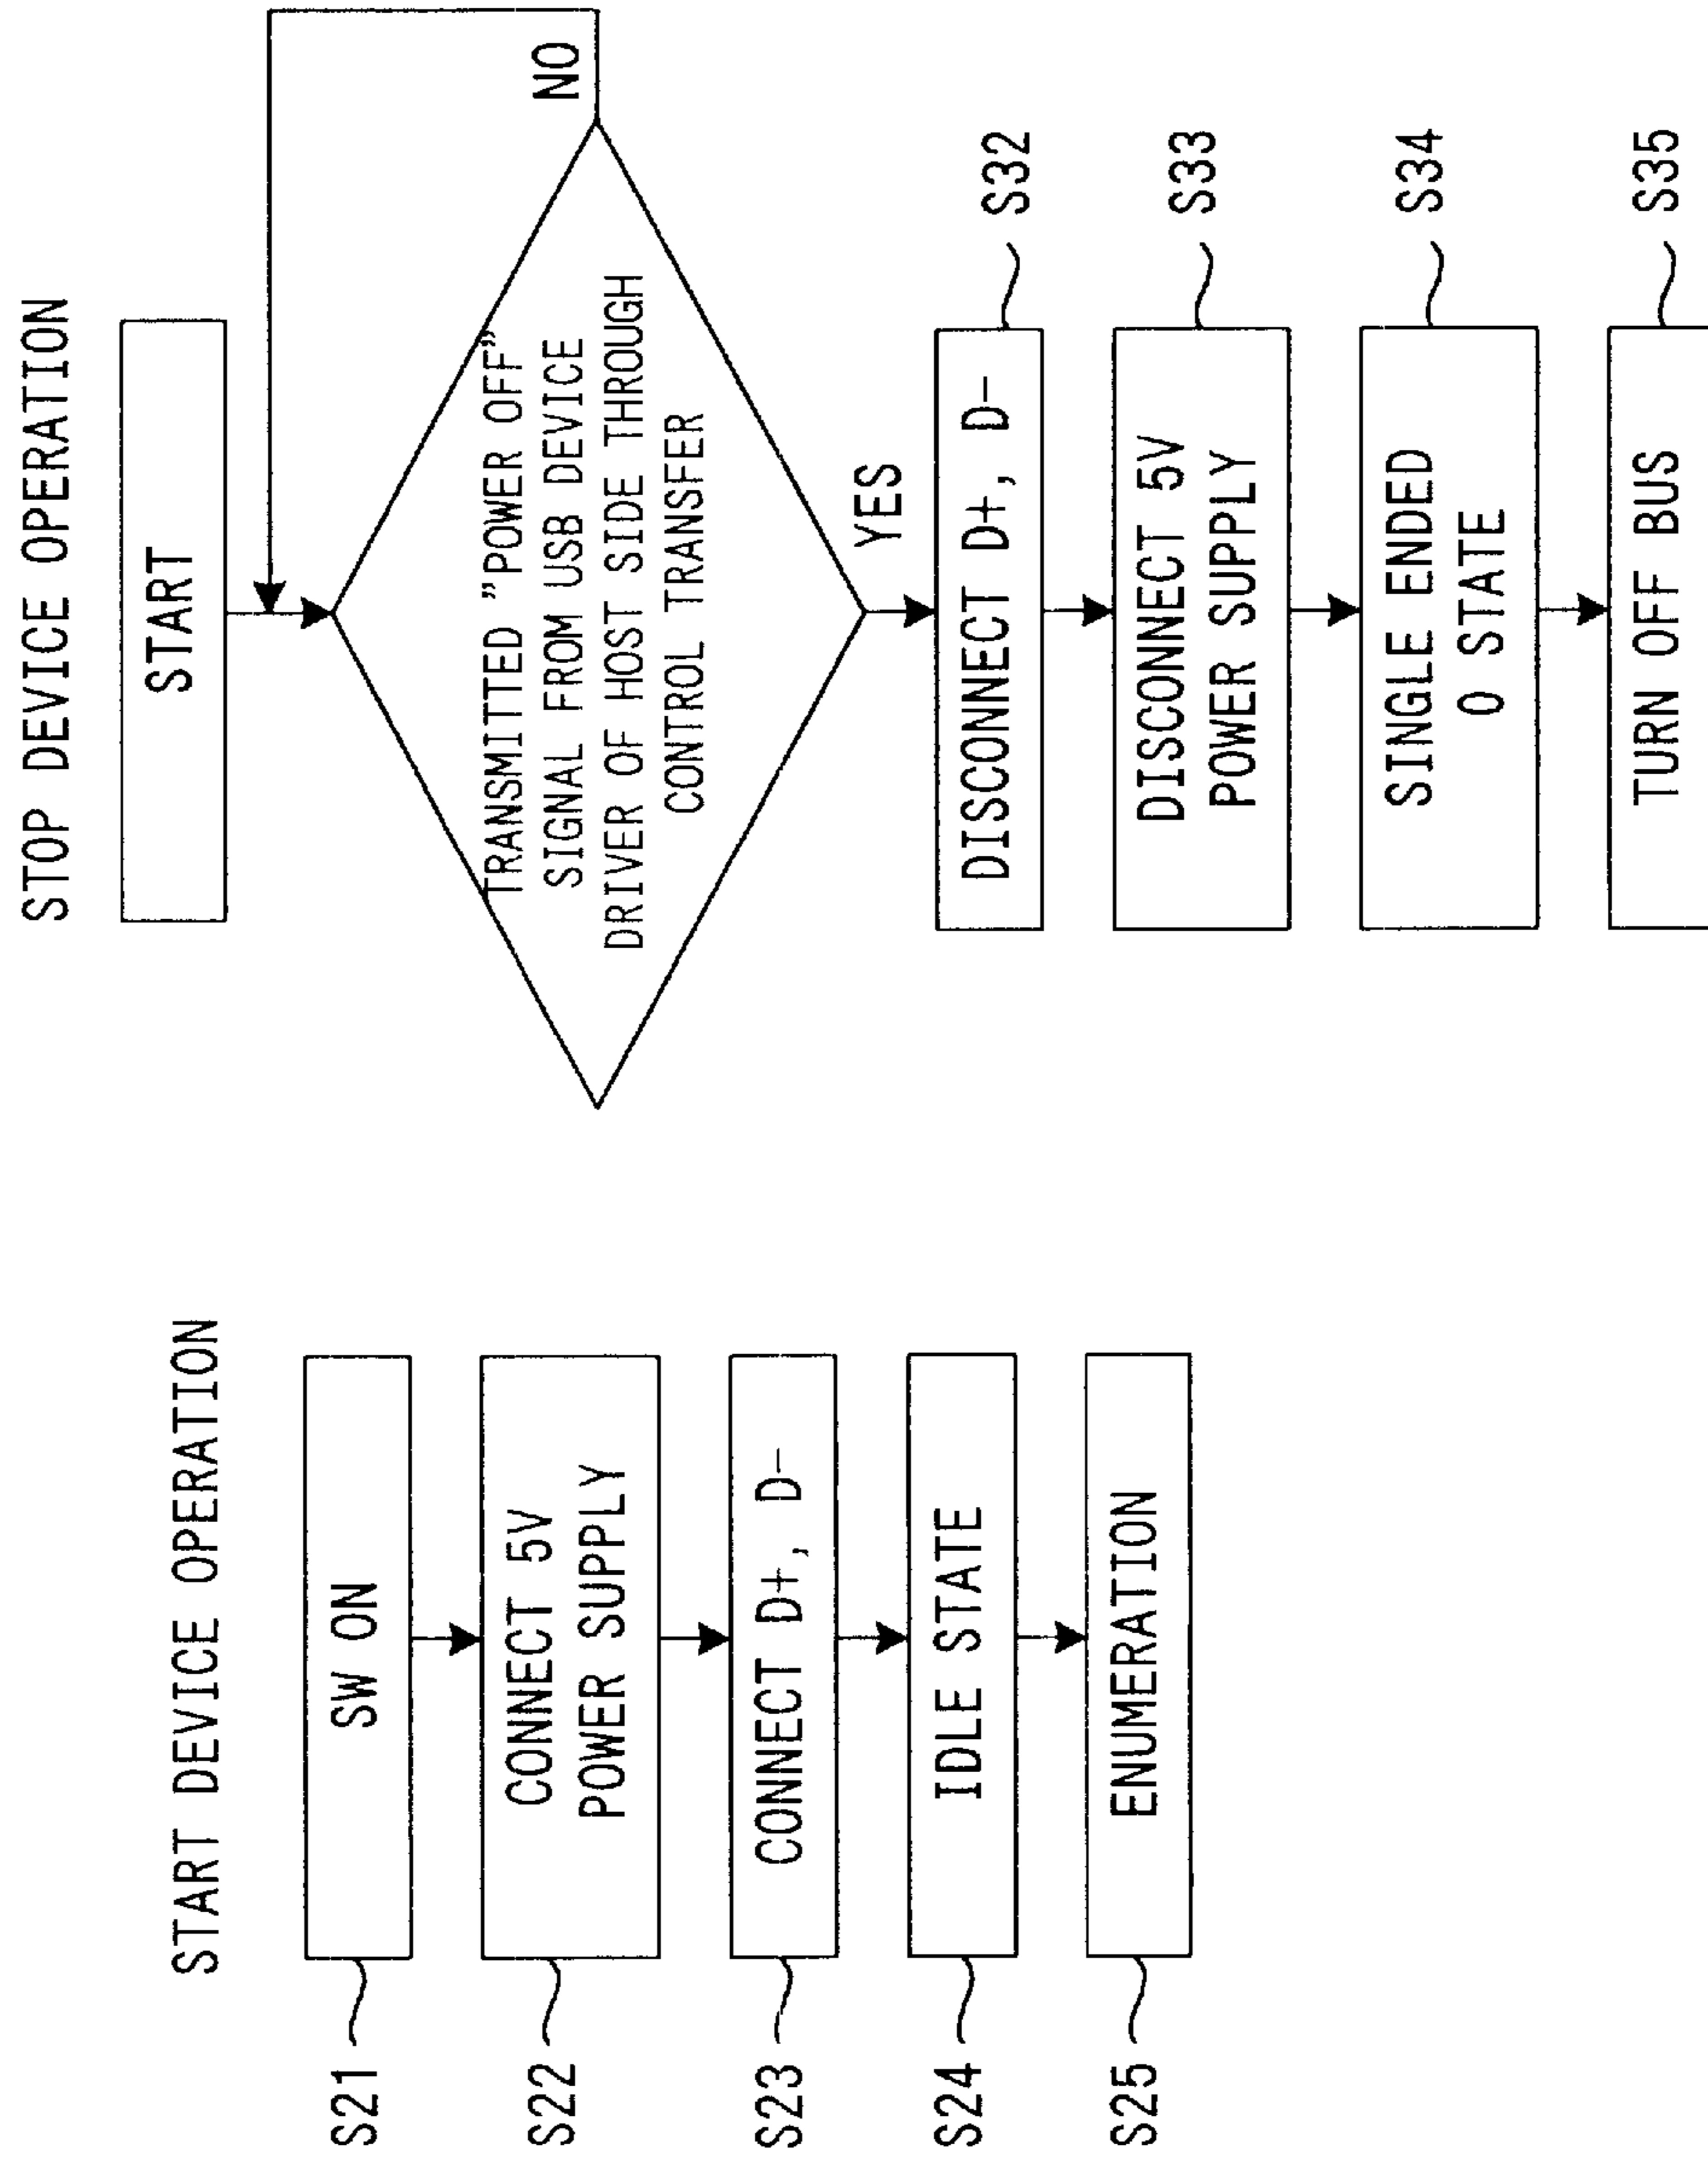 START DEVICE OPERATION
S21
SW ON
S22
CONNECT 5V
POWER SUPPLY
S23
CONNECT D+, D-
S24
IDLE STATE
S25
ENUMERATION
STOP DEVICE OPERATION
START
TRANSMITTED "POWER OFF"
SIGNAL FROM USB DEVICE
DRIVER OF HOST SIDE THROUGH
CONTROL TRANSFER
NO
YES
DISCONNECT D+, D-
S32
DISCONNECT 5V
POWER SUPPLY
S33
SINGLE ENDED
0 STATE
S34
TURN OFF BUS
S35